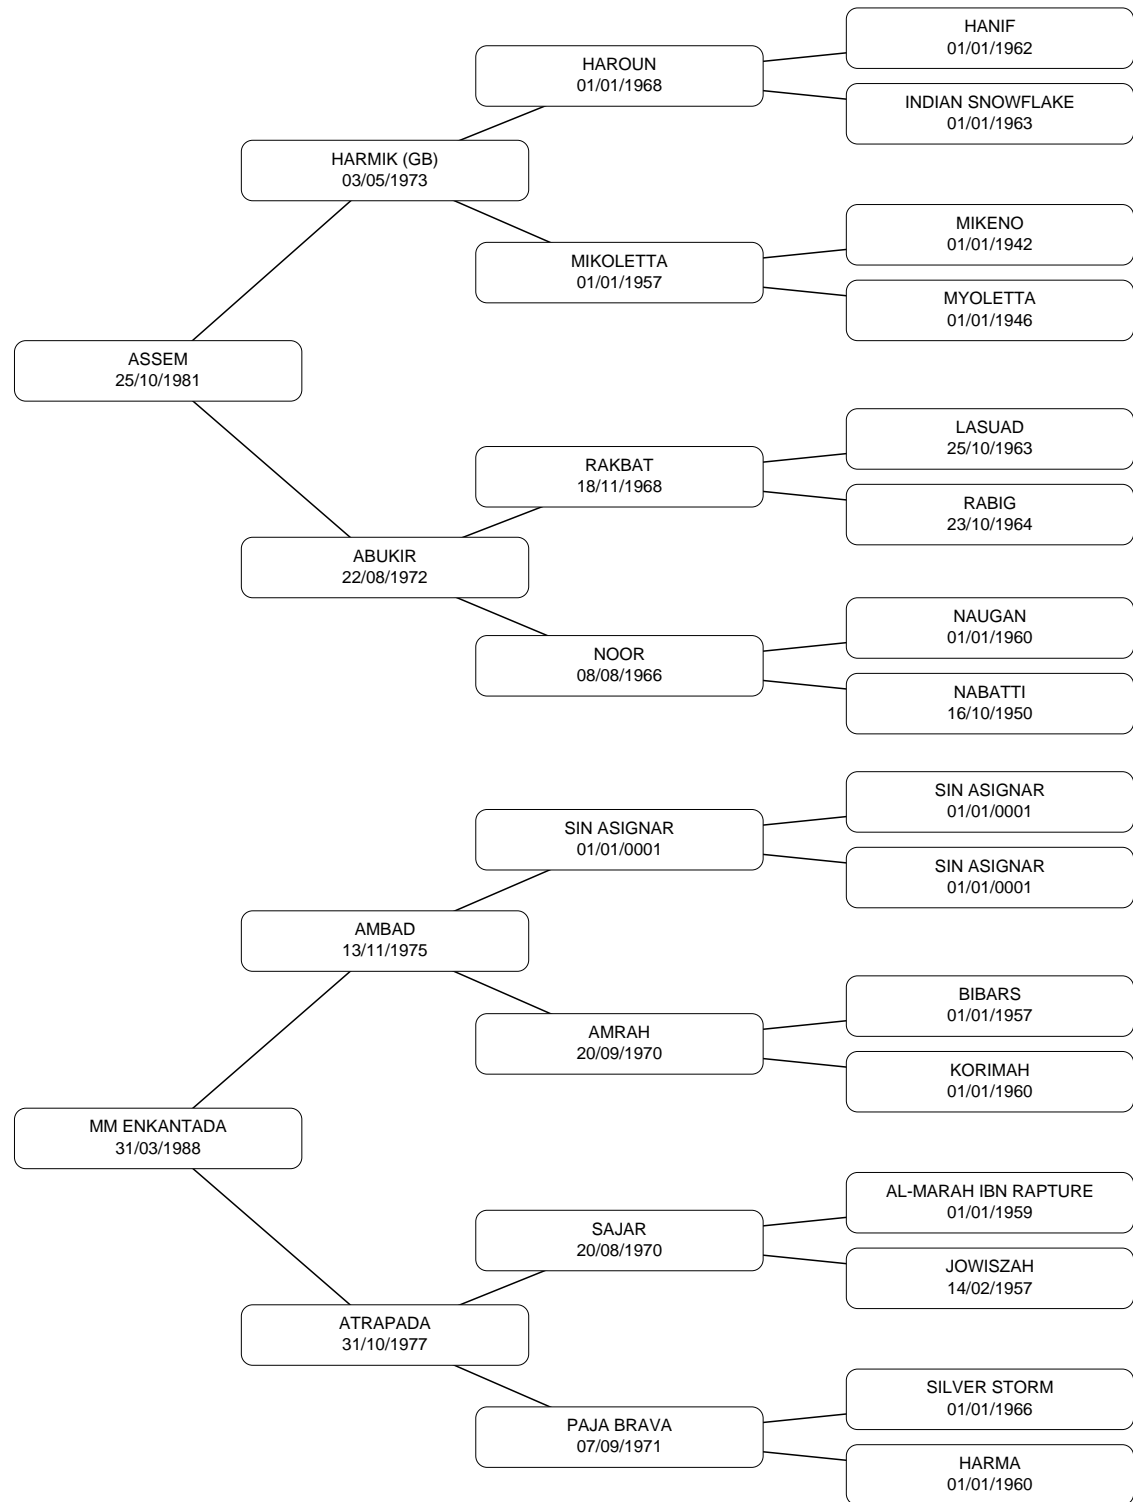 HANIF
01/01/1962
HAROUN
01/01/1968
INDIAN SNOWFLAKE
01/01/1963
HARMIK (GB)
03/05/1973
MIKENO
01/01/1942
MIKOLETTA
01/01/1957
MYOLETTA
01/01/1946
ASSEM
25/10/1981
LASUAD
25/10/1963
RAKBAT
18/11/1968
RABIG
23/10/1964
ABUKIR
22/08/1972
NAUGAN
01/01/1960
NOOR
08/08/1966
NABATTI
16/10/1950
SIN ASIGNAR
01/01/0001
SIN ASIGNAR
01/01/0001
SIN ASIGNAR
01/01/0001
AMBAD
13/11/1975
BIBARS
01/01/1957
AMRAH
20/09/1970
KORIMAH
01/01/1960
MM ENKANTADA
31/03/1988
AL-MARAH IBN RAPTURE
01/01/1959
SAJAR
20/08/1970
JOWISZAH
14/02/1957
ATRAPADA
31/10/1977
SILVER STORM
01/01/1966
PAJA BRAVA
07/09/1971
HARMA
01/01/1960